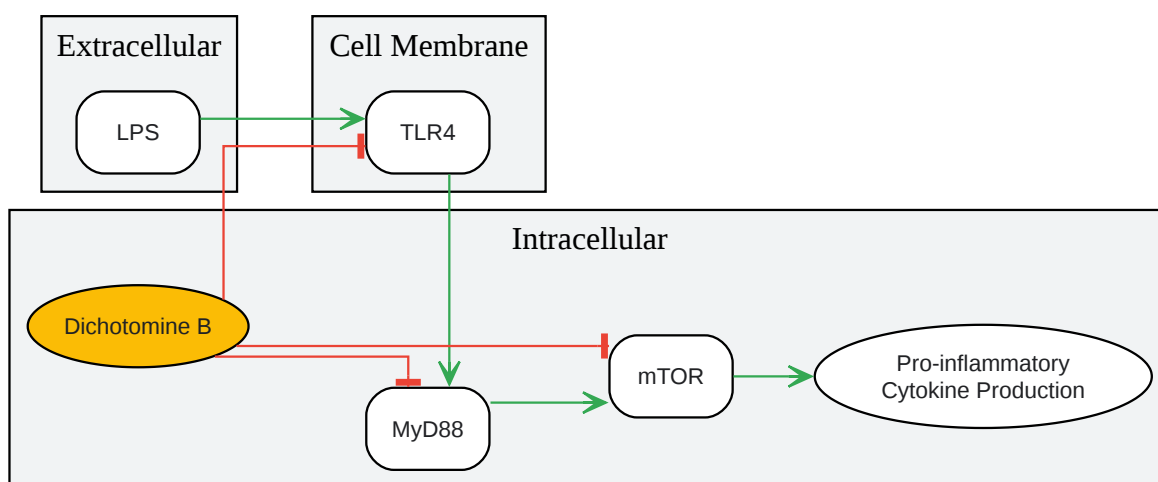 Extracellular
Cell Membrane
LPS
TLR4
Intracellular
Dichotomine B
mTOR
Pro-inflammatory
Cytokine Production
MyD88